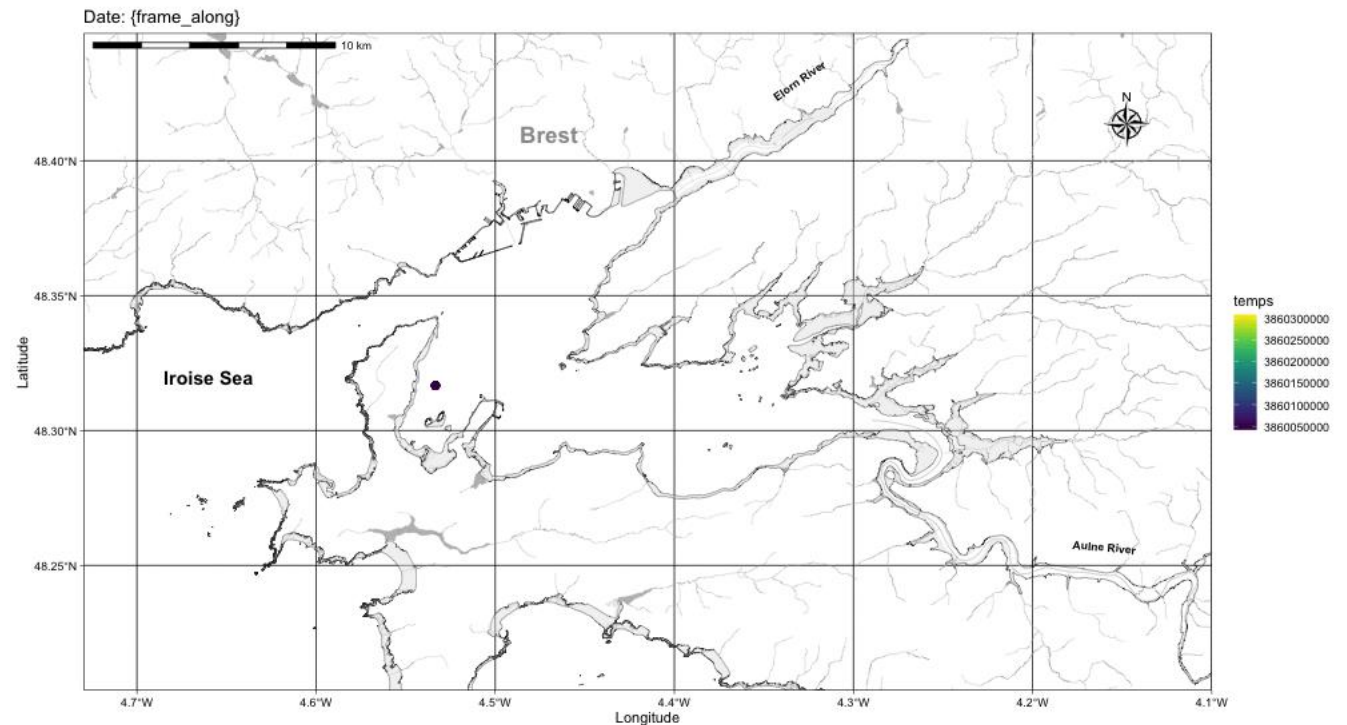 Date: {frame_along}
10 km
Elorn River
N
Brest
48.40°N
48.35°N
temps
3860300000
3860250000
3860200000
3860150000
3860100000
3860050000
Latitude
Iroise Sea
48.30°N
Aulne River
48.25°N
4.7°W
4.6°W
4.5°W
4.4°W
4.3°W
4.2°W
4.1°W
Longitude